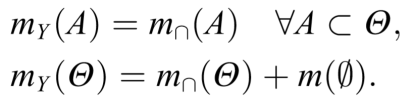 m_Y(A) = m_∩(A)  ∀A ⊂ Θ,
m_Y(Θ) = m_∩(Θ) + m(∅).